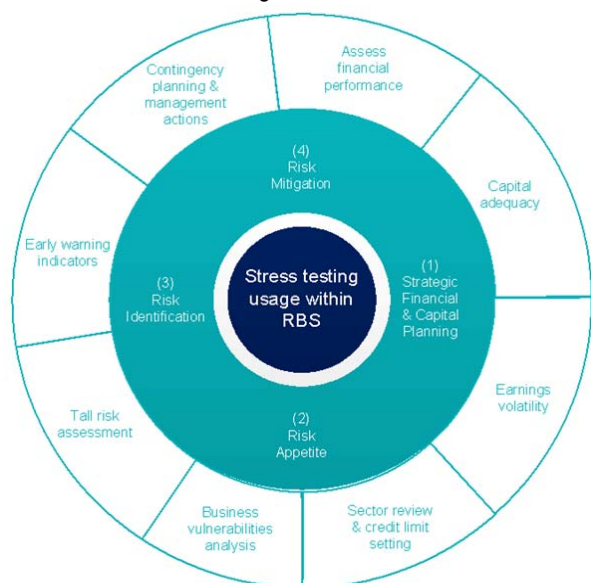 Assess
financial
performance
Contingency
planning &
management
actions
Capital
adequacy
(4)
Risk
Mitigation
Early warning
indicators
(3)
Risk
Identification
Stress testing
usage within
RBS
(1)
Strategic
Financial
& Capital
Planning
Earnings
volatility
Tall risk
assessment
(2)
Risk
Appetite
Business
vulnerabilities
analysis
Sector review
& credit limit
setting